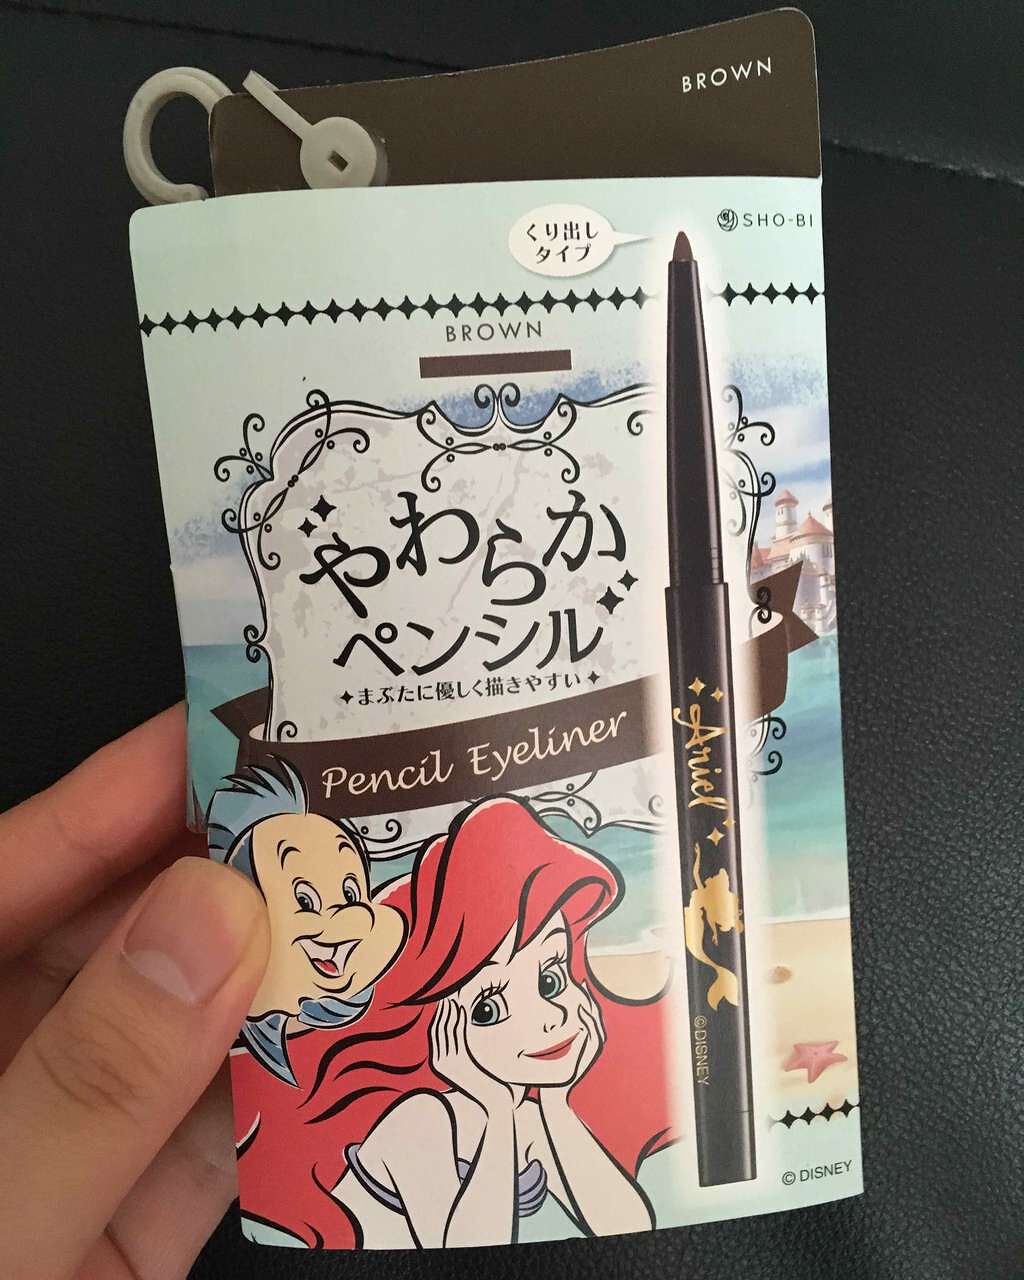 BROWN
SHO-BI
くり出し
タイプ
BROWN
やわらか
ペンシル
まぶたに優しく描きやすい
Pencil Eyeliner
Ariel
©DISNEY
© DISNEY